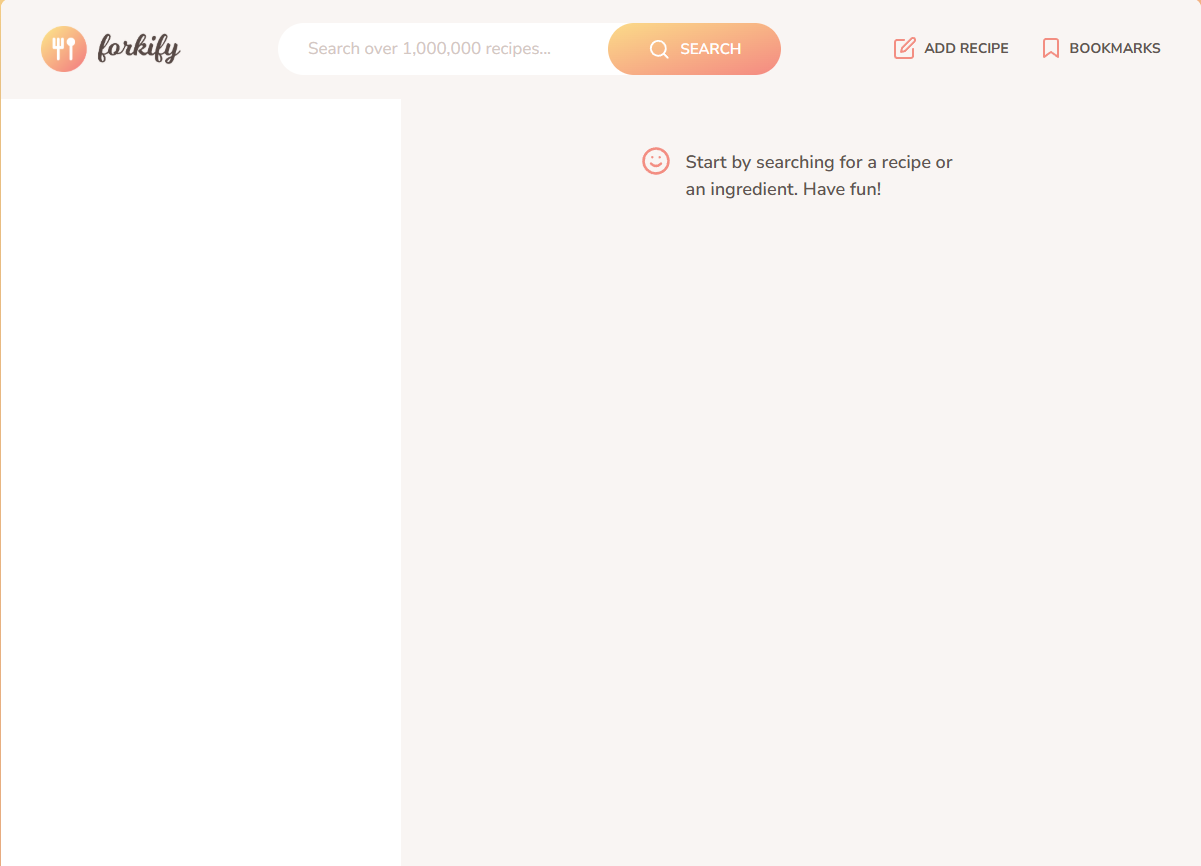 forkify
Search over 1,000,000 recipes...
SEARCH
ADD RECIPE
BOOKMARKS
Start by searching for a recipe or
an ingredient. Have fun!